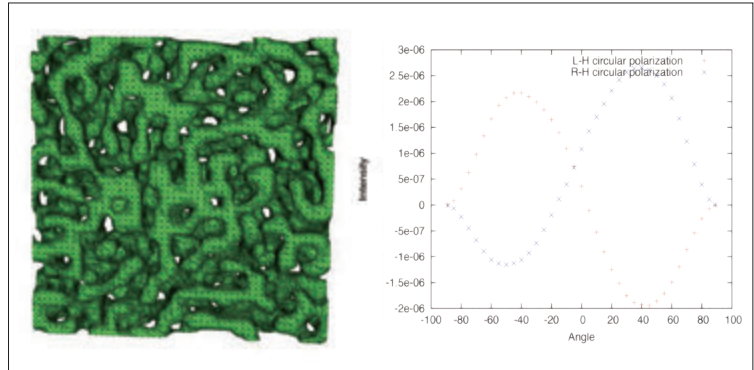 3e-06
2.5e-06
2e-06
1.5e-06
1e-06
5e-07
0
-5e-07
-1e-06
-1.5e-06
-2e-06
L-H circular polarization
R-H circular polarization
Intensity
-100 -80 -60 -40 -20 0 20 40 60 80 100
Angle